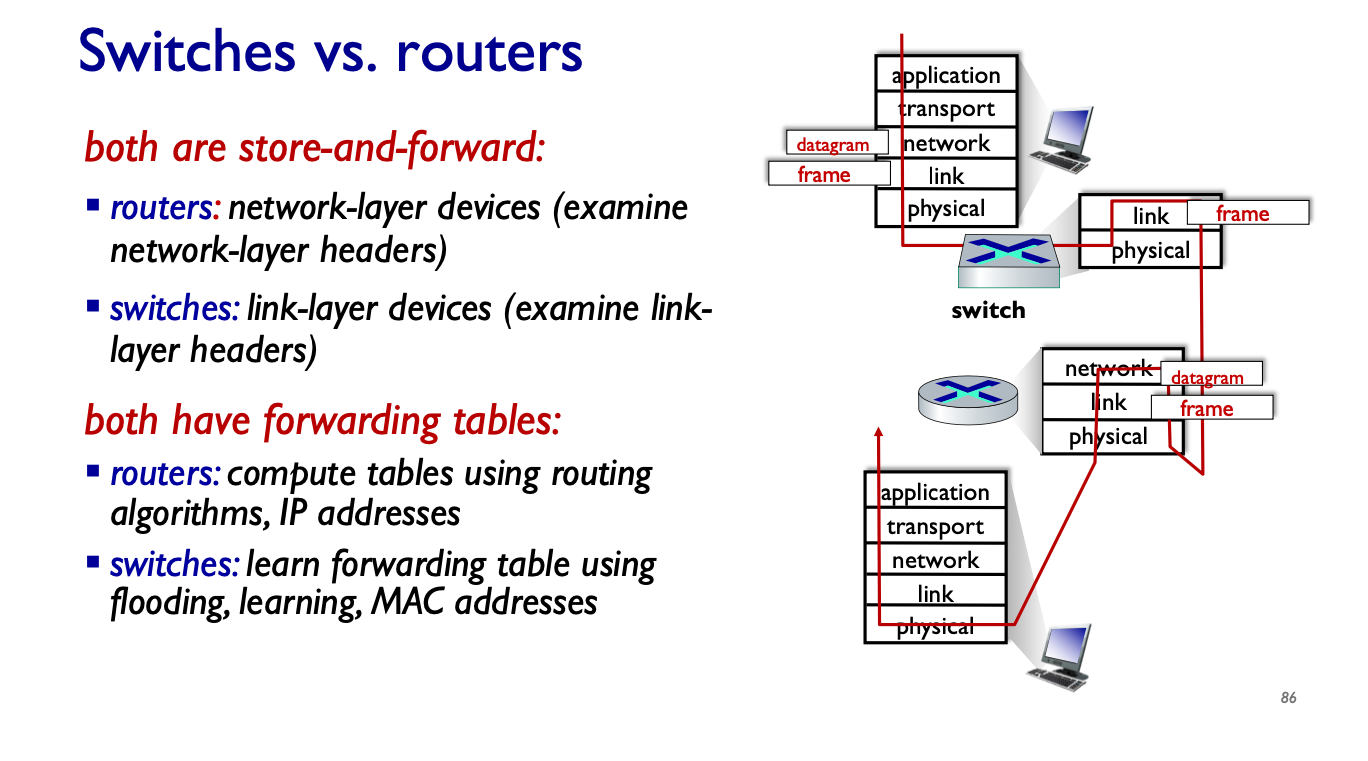 Switches vs. routers
both are store-and-forward:
▪ routers: network-layer devices (examine
network-layer headers)
▪ switches: link-layer devices (examine link-
layer headers)
both have forwarding tables:
▪ routers: compute tables using routing
algorithms, IP addresses
▪ switches: learn forwarding table using
flooding, learning, MAC addresses
application
transport
network
link
physical
datagram
frame
link
physical
frame
switch
network
link
physical
datagram
frame
application
transport
network
link
physical
86